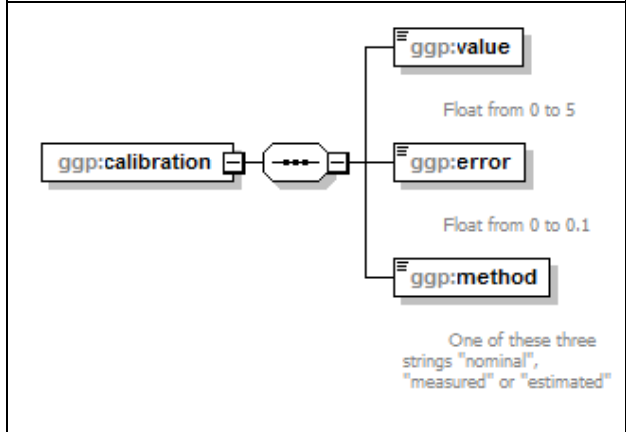 ggp:value
Float from 0 to 5
ggp:calibration
ggp:error
Float from 0 to 0.1
ggp:method
One of these three
strings "nominal",
"measured" or "estimated"